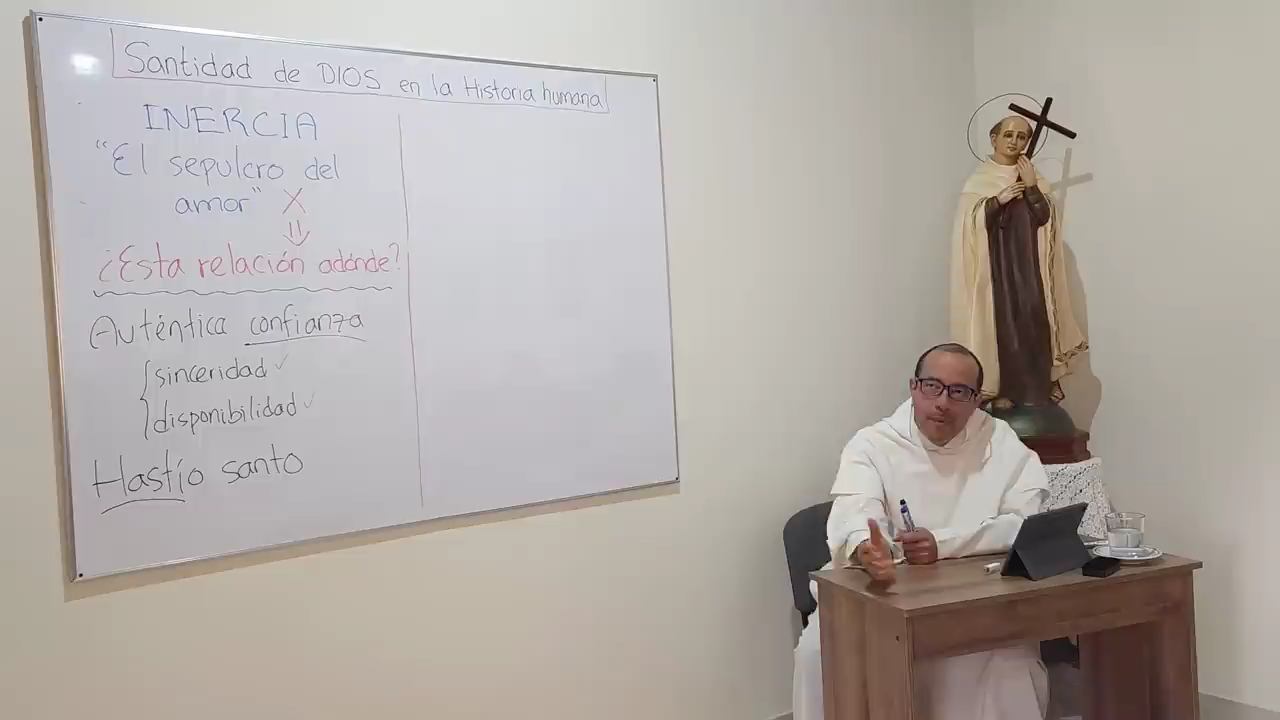 Santidad de DIOS en la Historia humana
INERCIA
"El sepulcro del
amor" X
¿Esta relación adónde?
Auténtica confianza
sinceridad ✓
disponibilidad ✓
Hastío santo